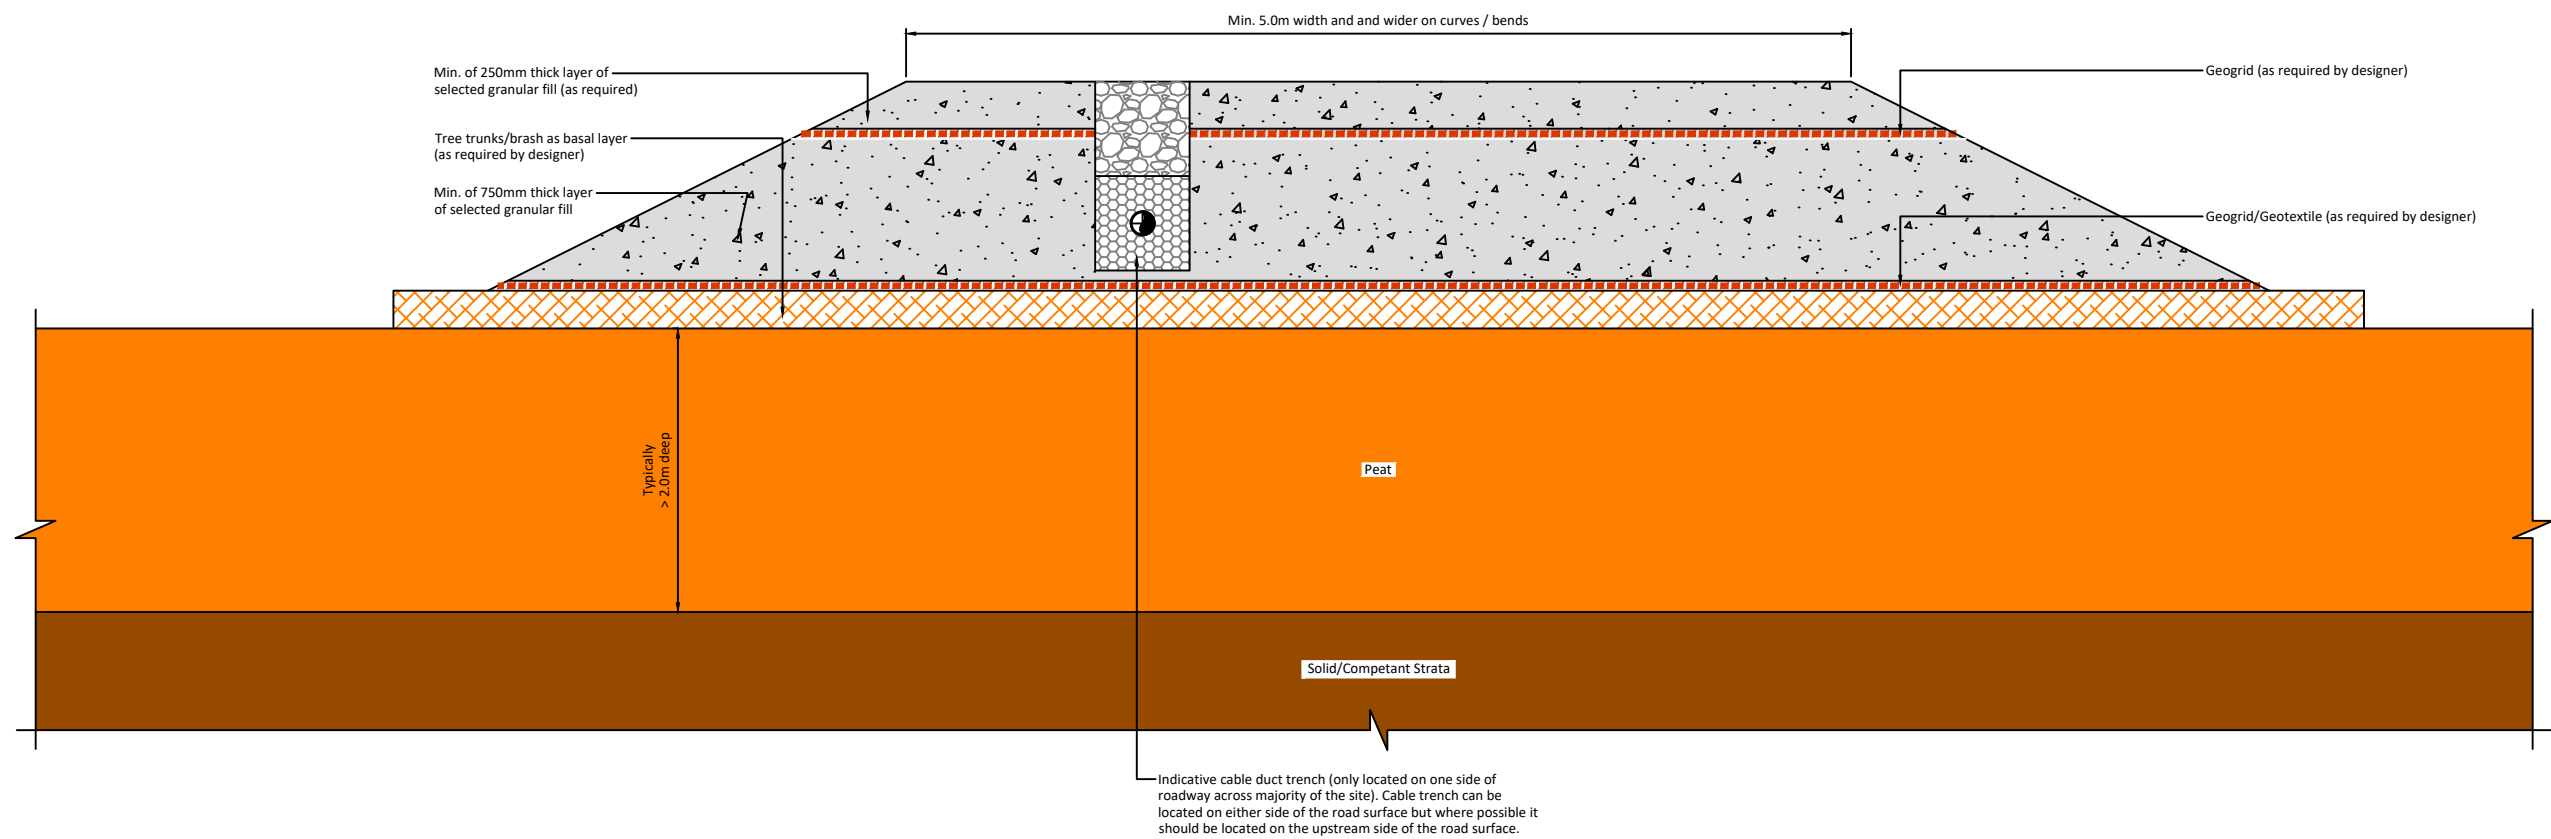 Min. 5.0m width and and wider on curves / bends
Min. of 250mm thick layer of
selected granular fill (as required)
Geogrid (as required by designer)
Tree trunks/brash as basal layer
(as required by designer)
Min. of 750mm thick layer
of selected granular fill
Geogrid/Geotextile (as required by designer)
Typically
> 2.0m deep
Peat
Solid/Competant Strata
Indicative cable duct trench (only located on one side of
roadway across majority of the site). Cable trench can be
located on either side of the road surface but where possible it
should be located on the upstream side of the road surface.